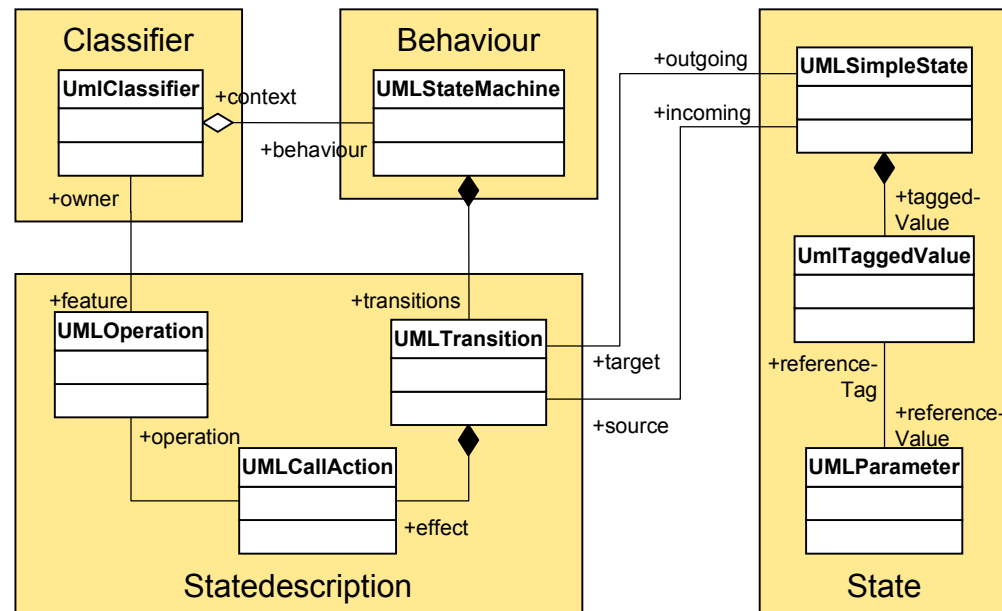 Classifier
Behaviour
UmlClassifier
+context
UMLStateMachine
+behaviour
+owner
+outgoing
+incoming
UMLSimpleState
+tagged-
Value
UmlTaggedValue
+feature
UMLOperation
+transitions
UMLTransition
+target
+source
+reference-
Tag
+reference-
Value
+operation
UMLCallAction
+effect
UMLParameter
Statedescription
State